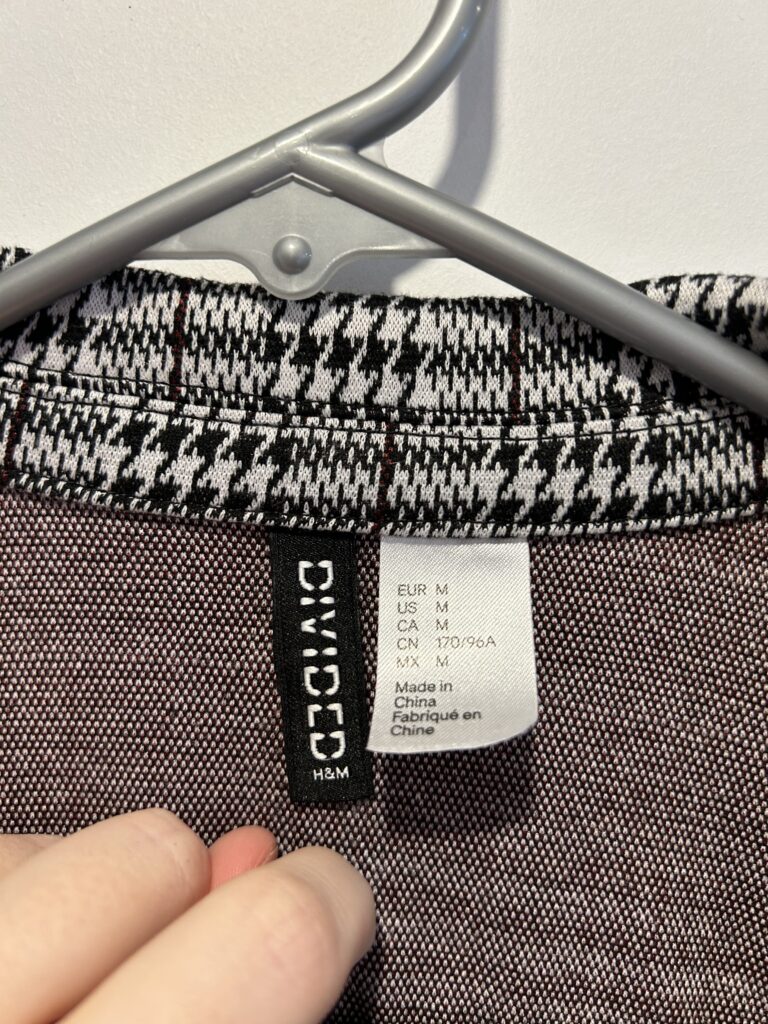 DIVIDED
H&M
EUR M
US M
CA M
CN 170/96A
MX M
Made in
China
Fabriqué en
Chine